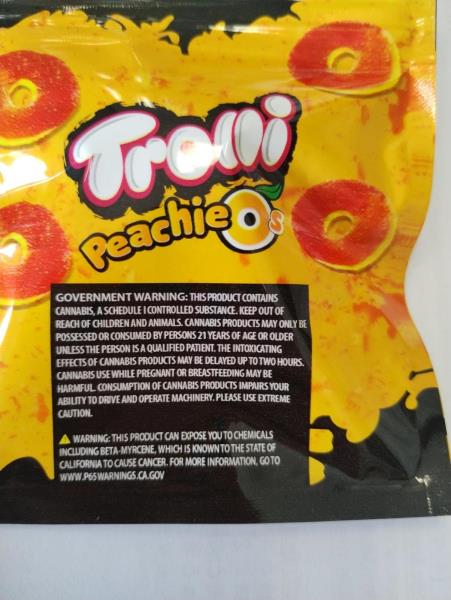 Trolli
Peachie O's
GOVERNMENT WARNING: THIS PRODUCT CONTAINS
CANNABIS, A SCHEDULE I CONTROLLED SUBSTANCE. KEEP OUT OF
REACH OF CHILDREN AND ANIMALS. CANNABIS PRODUCTS MAY ONLY BE
POSSESSED OR CONSUMED BY PERSONS 21 YEARS OF AGE OR OLDER
UNLESS THE PERSON IS A QUALIFIED PATIENT. THE INTOXICATING
EFFECTS OF CANNABIS PRODUCTS MAY BE DELAYED UP TO TWO HOURS.
CANNABIS USE WHILE PREGNANT OR BREASTFEEDING MAY BE
HARMFUL. CONSUMPTION OF CANNABIS PRODUCTS IMPAIRS YOUR
ABILITY TO DRIVE AND OPERATE MACHINERY. PLEASE USE EXTREME
CAUTION.
WARNING: THIS PRODUCT CAN EXPOSE YOU TO CHEMICALS
INCLUDING BETA-MYRCENE, WHICH IS KNOWN TO THE STATE OF
CALIFORNIA TO CAUSE CANCER. FOR MORE INFORMATION, GO TO
WWW.P65WARNINGS.CA.GOV